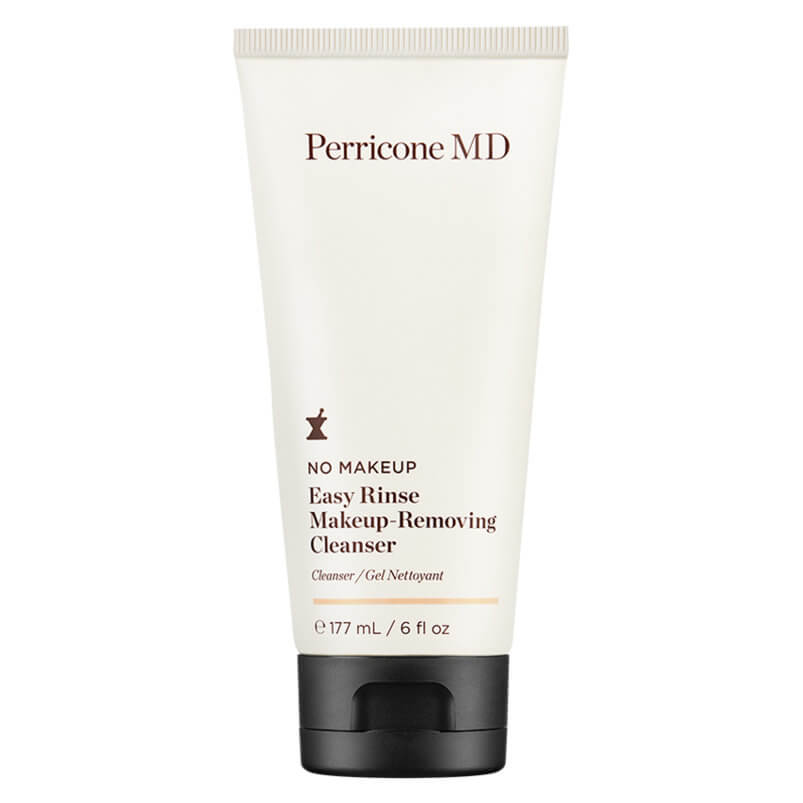 Perricone MD
NO MAKEUP
Easy Rinse
Makeup-Removing
Cleanser
Cleanser / Gel Nettoyant
℮ 177 mL / 6 fl oz